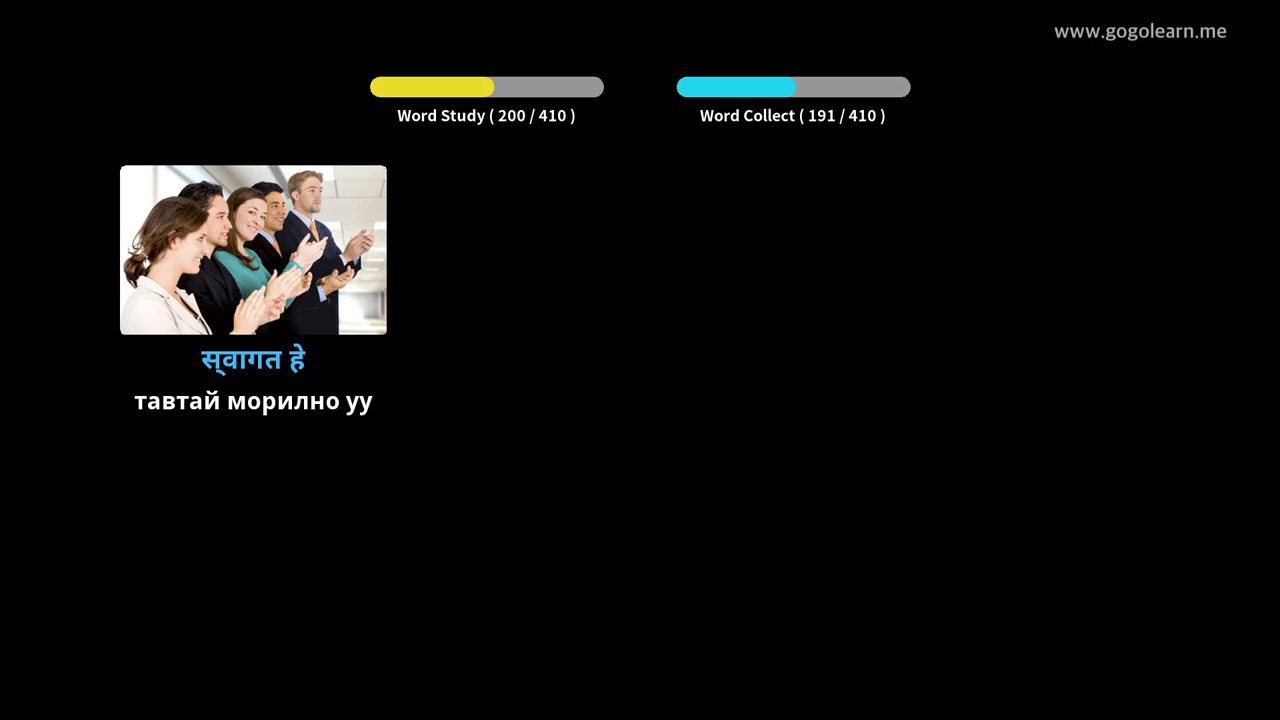 www.gogolearn.me
Word Study ( 200 / 410 )
Word Collect ( 191 / 410 )
स्वागत हे
тавтай морилно уу